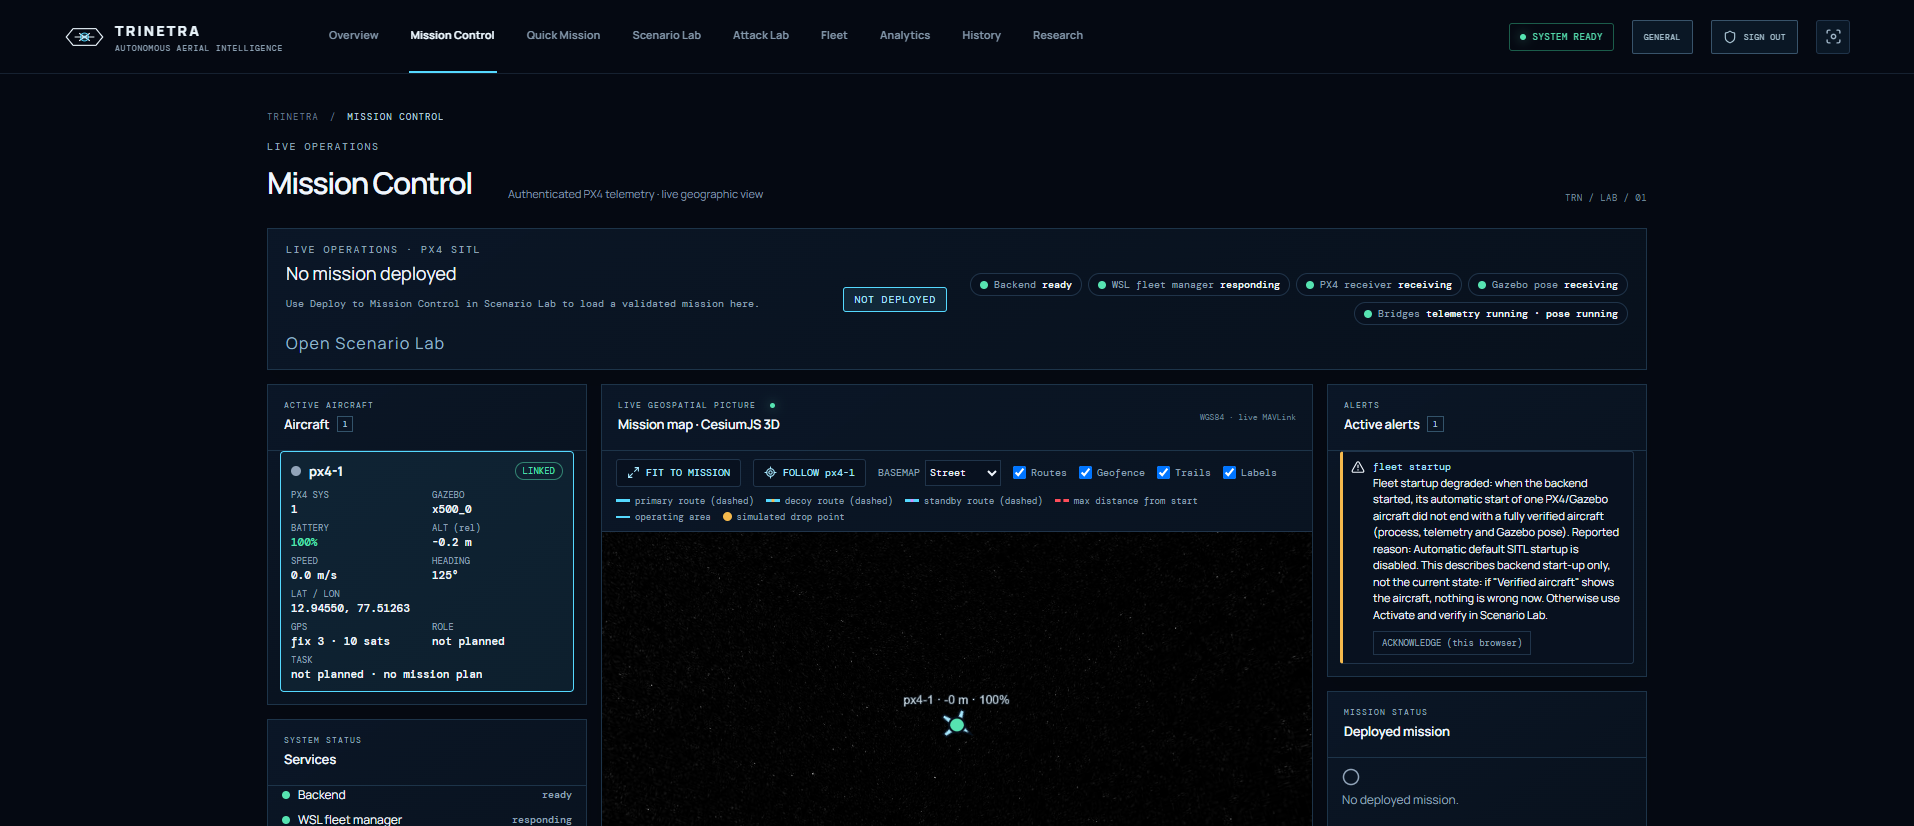 TRINETRA
AUTONOMOUS AERIAL INTELLIGENCE
Overview
Mission Control
Quick Mission
Scenario Lab
Attack Lab
Fleet
Analytics
History
Research
SYSTEM READY
GENERAL
SIGN OUT
TRINETRA / MISSION CONTROL
LIVE OPERATIONS
Mission Control
Authenticated PX4 telemetry · live geographic view
TRN / LAB / 01
LIVE OPERATIONS · PX4 SITL
No mission deployed
Use Deploy to Mission Control in Scenario Lab to load a validated mission here.
Open Scenario Lab
NOT DEPLOYED
Backend ready
WSL fleet manager responding
PX4 receiver receiving
Gazebo pose receiving
Bridges telemetry running · pose running
ACTIVE AIRCRAFT
Aircraft 1
px4-1
LINKED
PX4 SYS
1
GAZEBO
x500_0
BATTERY
100%
ALT (rel)
-0.2 m
SPEED
0.0 m/s
HEADING
125°
LAT / LON
12.94550, 77.51263
GPS
fix 3 · 10 sats
ROLE
not planned
TASK
not planned · no mission plan
SYSTEM STATUS
Services
Backend ready
WSL fleet manager responding
LIVE GEOSPATIAL PICTURE
Mission map · CesiumJS 3D
WGS84 · live MAVLink
FIT TO MISSION
FOLLOW px4-1
BASEMAP
Street
Routes
Geofence
Trails
Labels
primary route (dashed)
decoy route (dashed)
standby route (dashed)
max distance from start
operating area
simulated drop point
px4-1 · -0 m · 100%
ALERTS
Active alerts 1
fleet startup
Fleet startup degraded: when the backend
started, its automatic start of one PX4/Gazebo
aircraft did not end with a fully verified aircraft
(process, telemetry and Gazebo pose). Reported
reason: Automatic default SITL startup is
disabled. This describes backend start-up only,
not the current state: if "Verified aircraft" shows
the aircraft, nothing is wrong now. Otherwise use
Activate and verify in Scenario Lab.
ACKNOWLEDGE (this browser)
MISSION STATUS
Deployed mission
No deployed mission.